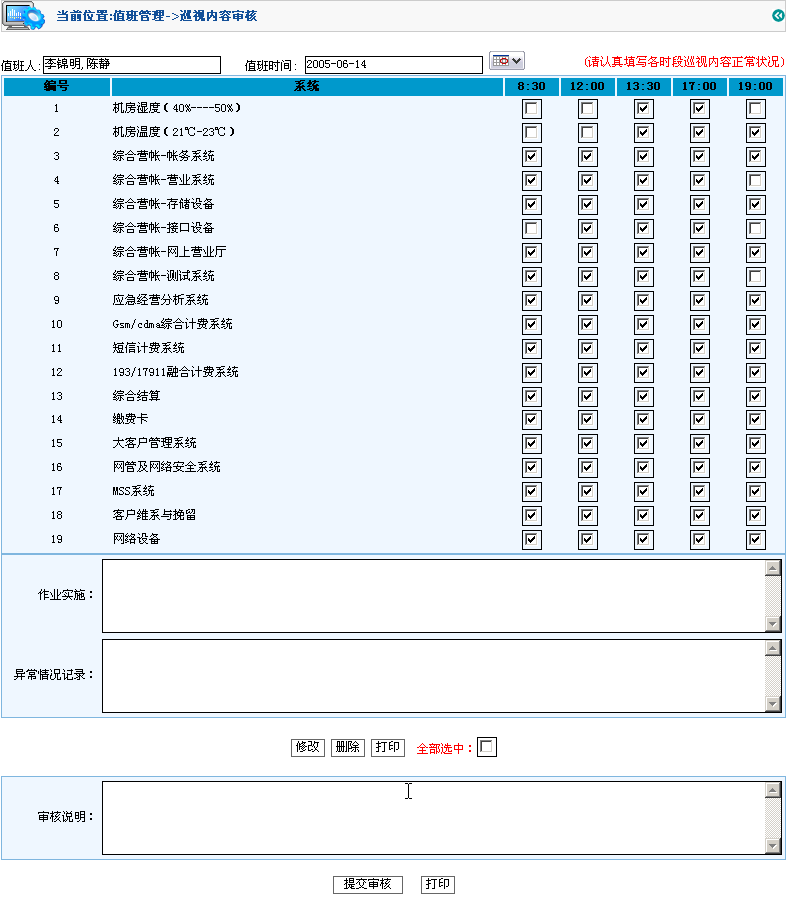 当前位置:值班管理->巡视内容审核
值班人: 李锦明,陈静 值班时间: 2005-06-14 (请认真填写各时段巡视内容正常状况)
编号 系统 8:30 12:00 13:30 17:00 19:00
1 机房湿度(40%----50%)
2 机房温度(21℃-23℃)
3 综合营帐-帐务系统
4 综合营帐-营业系统
5 综合营帐-存储设备
6 综合营帐-接口设备
7 综合营帐-网上营业厅
8 综合营帐-测试系统
9 应急经营分析系统
10 Gsm/cdma综合计费系统
11 短信计费系统
12 193/17911融合计费系统
13 综合结算
14 缴费卡
15 大客户管理系统
16 网管及网络安全系统
17 MSS系统
18 客户维系与挽留
19 网络设备
作业实施：
异常情况记录：
修改 删除 打印 全部选中：
审核说明：
提交审核 打印